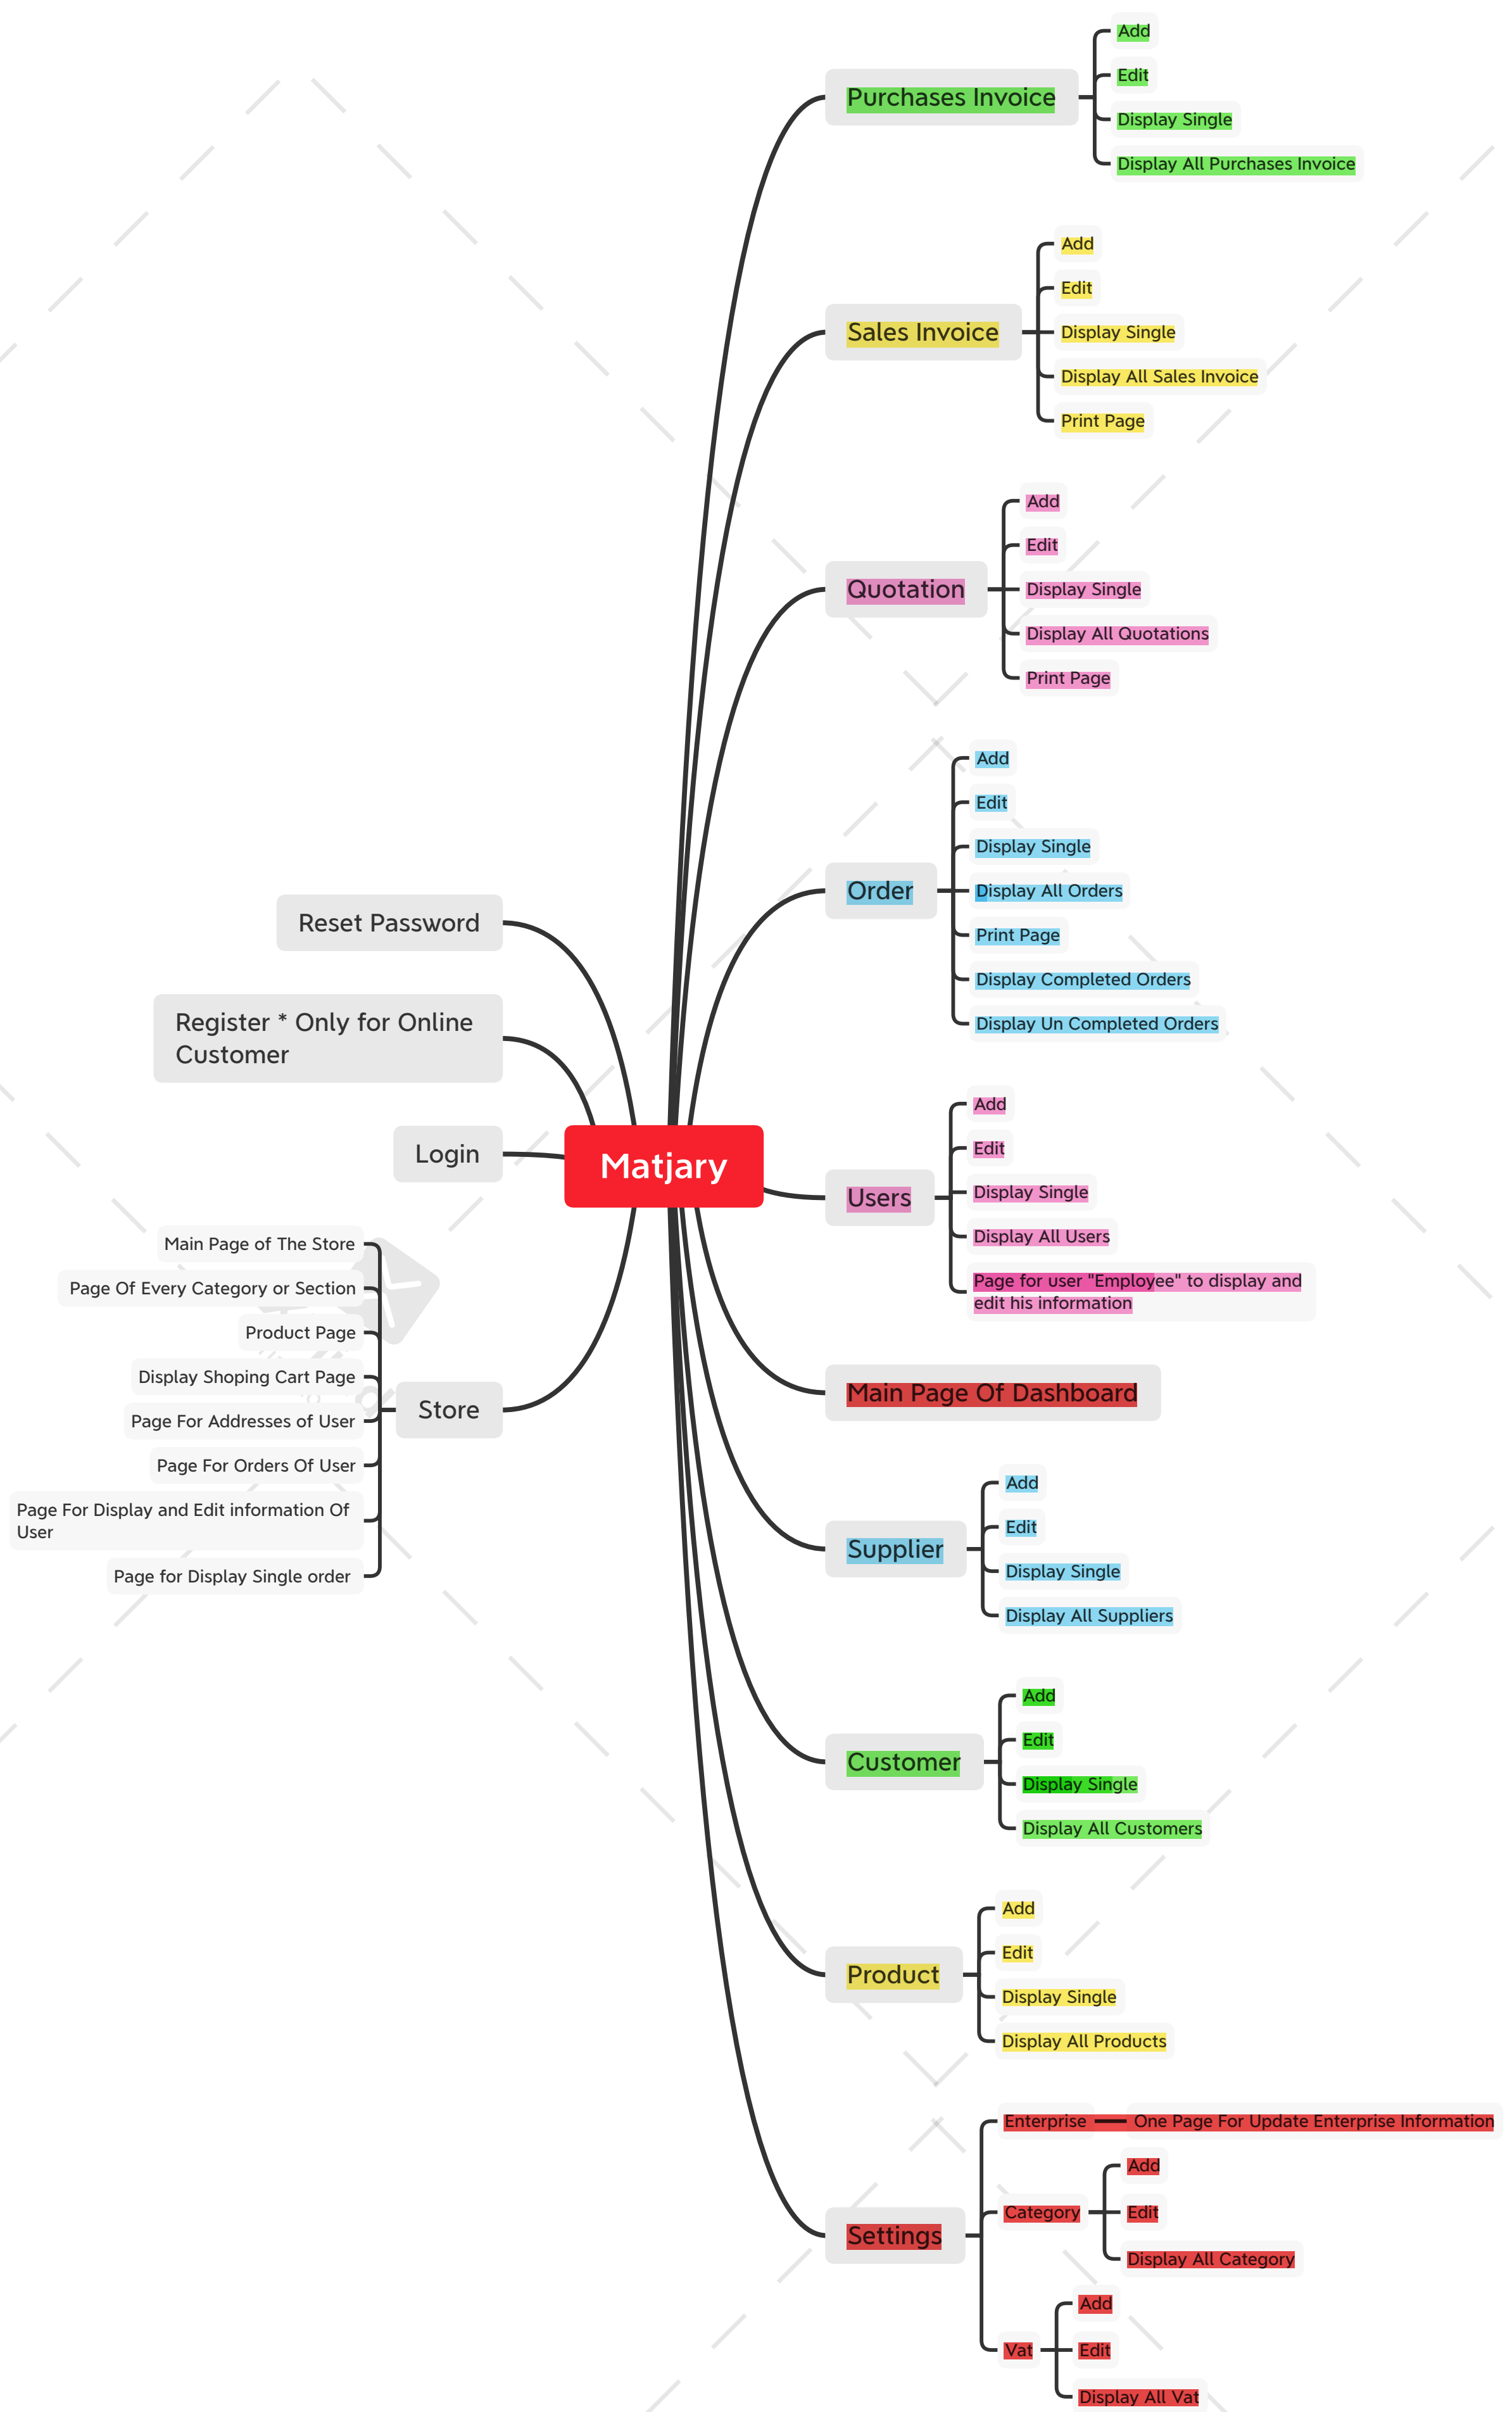 Purchases Invoice
Add
Edit
Display Single
Display All Purchases Invoice
Sales Invoice
Add
Edit
Display Single
Display All Sales Invoice
Print Page
Quotation
Add
Edit
Display Single
Display All Quotations
Print Page
Order
Add
Edit
Display Single
Display All Orders
Print Page
Display Completed Orders
Display Un Completed Orders
Users
Add
Edit
Display Single
Display All Users
Page for user "Employee" to display and
edit his information
Main Page Of Dashboard
Supplier
Add
Edit
Display Single
Display All Suppliers
Customer
Add
Edit
Display Single
Display All Customers
Product
Add
Edit
Display Single
Display All Products
Settings
Enterprise
One Page For Update Enterprise Information
Category
Add
Edit
Display All Category
Vat
Add
Edit
Display All Vat
Matjary
Reset Password
Register * Only for Online
Customer
Login
Store
Main Page of The Store
Page Of Every Category or Section
Product Page
Display Shoping Cart Page
Page For Addresses of User
Page For Orders Of User
Page For Display and Edit information Of
User
Page for Display Single order